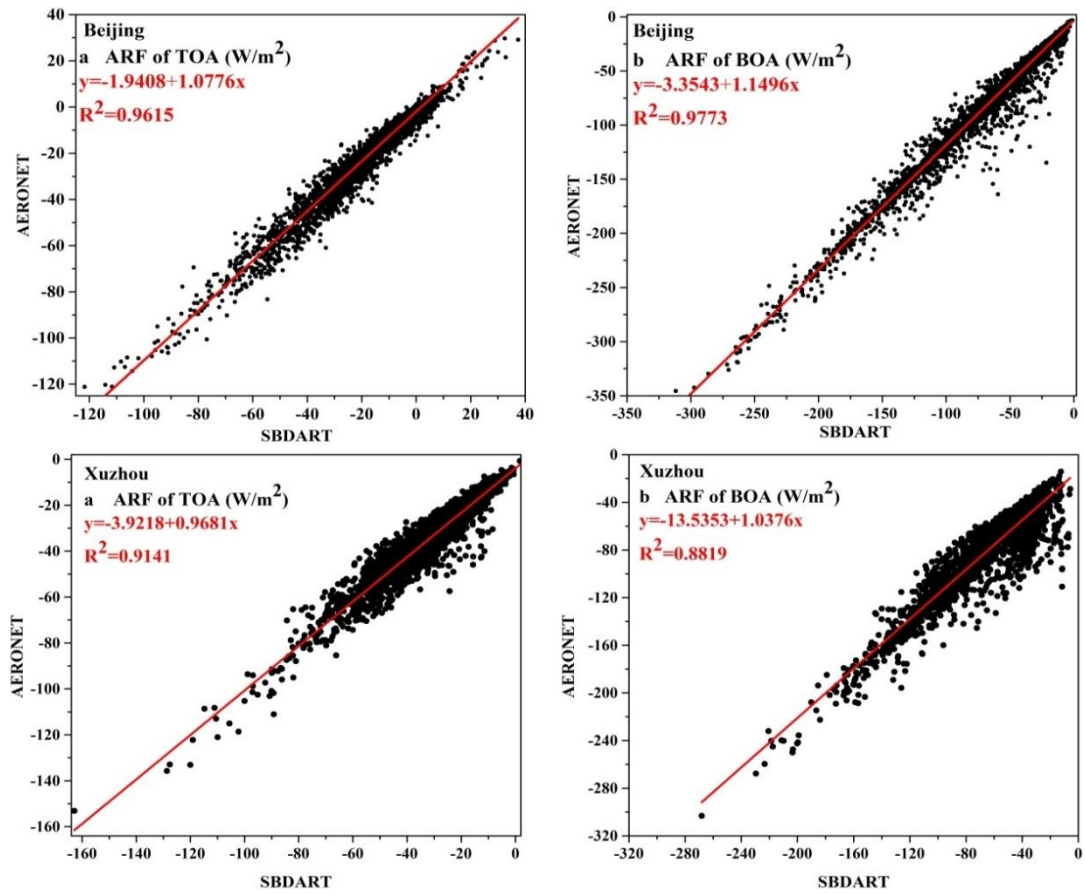 Beijing
a ARF of TOA (W/m²)
y=-1.9408+1.0776x
R²=0.9615
40
20
0
-20
-40
-60
-80
-100
-120
AERONET
-120 -100 -80 -60 -40 -20 0 20 40
SBDART
Beijing
b ARF of BOA (W/m²)
y=-3.3543+1.1496x
R²=0.9773
0
-50
-100
-150
-200
-250
-300
-350
AERONET
-350 -300 -250 -200 -150 -100 -50 0
SBDART
Xuzhou
a ARF of TOA (W/m²)
y=-3.9218+0.9681x
R²=0.9141
0
-20
-40
-60
-80
-100
-120
-140
-160
AERONET
-160 -140 -120 -100 -80 -60 -40 -20 0
SBDART
Xuzhou
b ARF of BOA (W/m²)
y=-13.5353+1.0376x
R²=0.8819
0
-40
-80
-120
-160
-200
-240
-280
-320
AERONET
-320 -280 -240 -200 -160 -120 -80 -40 0
SBDART